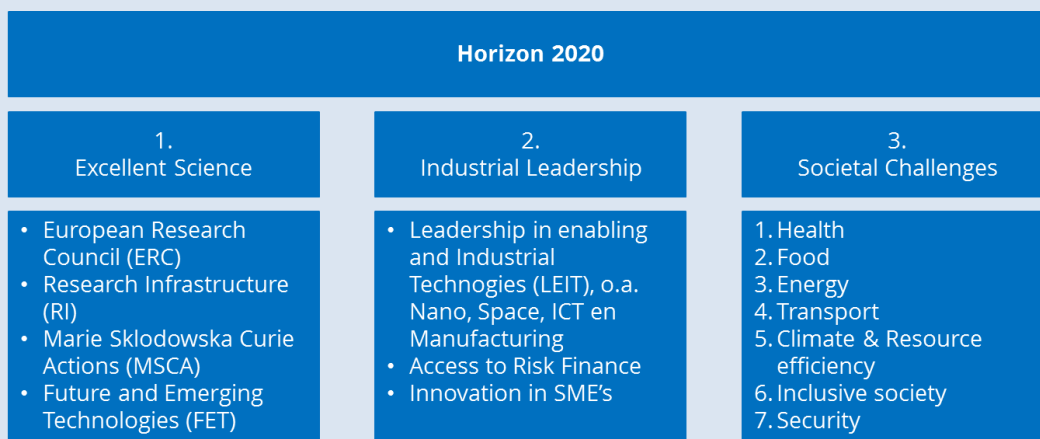 Horizon 2020
1.
Excellent Science
2.
Industrial Leadership
3.
Societal Challenges
• European Research
Council (ERC)
• Research Infrastructure
(RI)
• Marie Sklodowska Curie
Actions (MSCA)
• Future and Emerging
Technologies (FET)
• Leadership in enabling
and Industrial
Technogies (LEIT), o.a.
Nano, Space, ICT en
Manufacturing
• Access to Risk Finance
• Innovation in SME's
1. Health
2. Food
3. Energy
4. Transport
5. Climate & Resource
efficiency
6. Inclusive society
7. Security